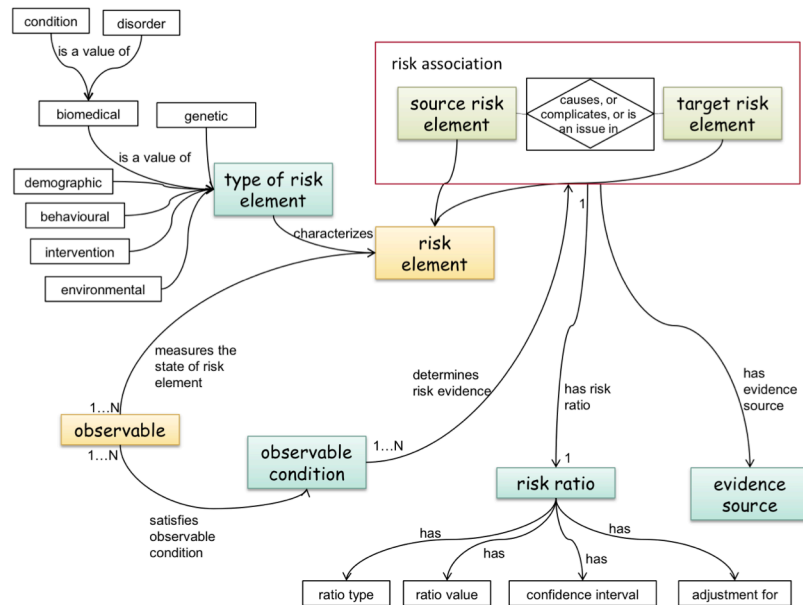 condition
disorder
is a value of
biomedical
genetic
is a value of
demographic
behavioural
intervention
environmental
type of risk
element
characterizes
risk association
source risk
element
causes, or
complicates, or is
an issue in
target risk
element
risk
element
1
measures the
state of risk
element
determines
risk evidence
has risk
ratio
has
evidence
source
1...N
observable
1...N
observable
condition
1...N
satisfies
observable
condition
1
risk ratio
evidence
source
has
has
has
has
ratio type
ratio value
confidence interval
adjustment for